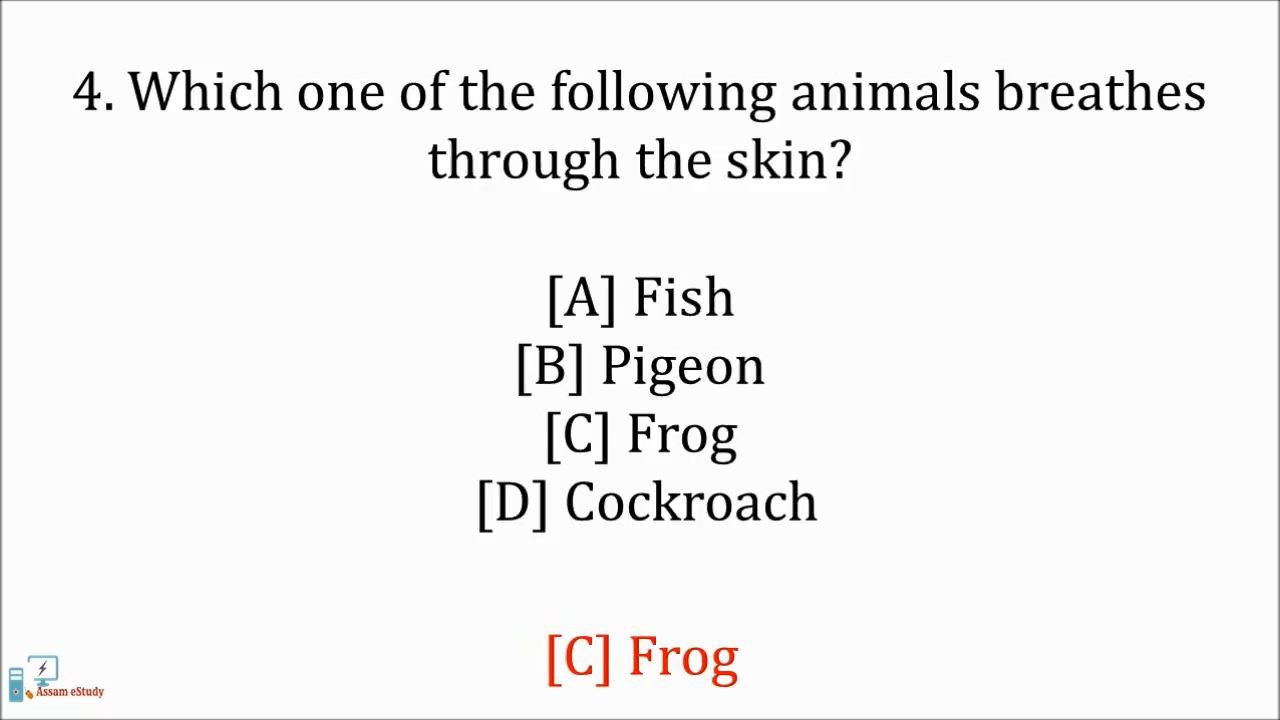 4. Which one of the following animals breathes
through the skin?
[A] Fish
[B] Pigeon
[C] Frog
[D] Cockroach
[C] Frog
Assam eStudy